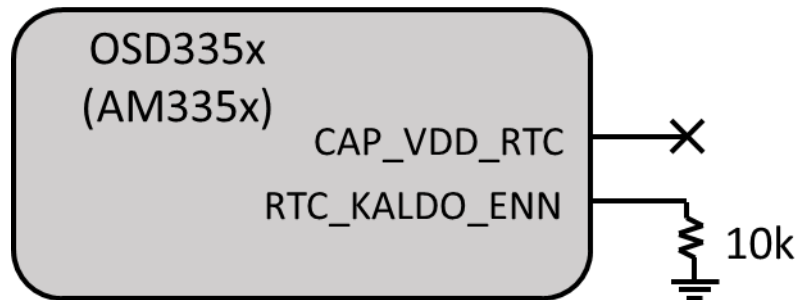 OSD335x
(AM335x)
CAP_VDD_RTC
RTC_KALDO_ENN
10k